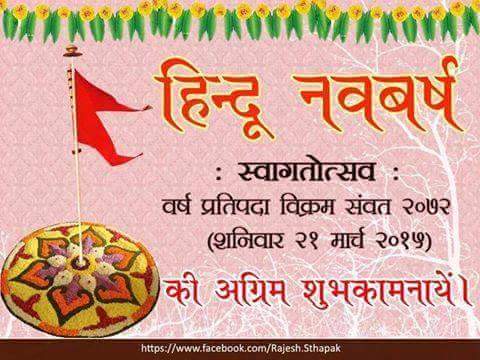 हिन्दू नवबर्ष
: स्वागतोत्सव :
वर्ष प्रतिपदा विक्रम संवत २०७२
(शनिवार २१ मार्च २०१५)
की अग्रिम शुभकामनायें।
https://www.facebook.com/Rajesh.Sthapak